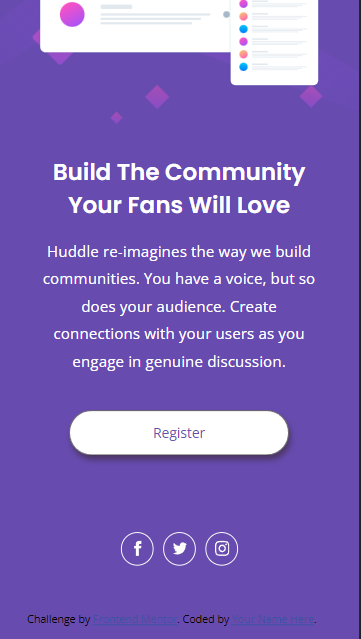 Build The Community
Your Fans Will Love
Huddle re-imagines the way we build
communities. You have a voice, but so
does your audience. Create
connections with your users as you
engage in genuine discussion.
Register
Challenge by Frontend Mentor. Coded by Your Name Here.